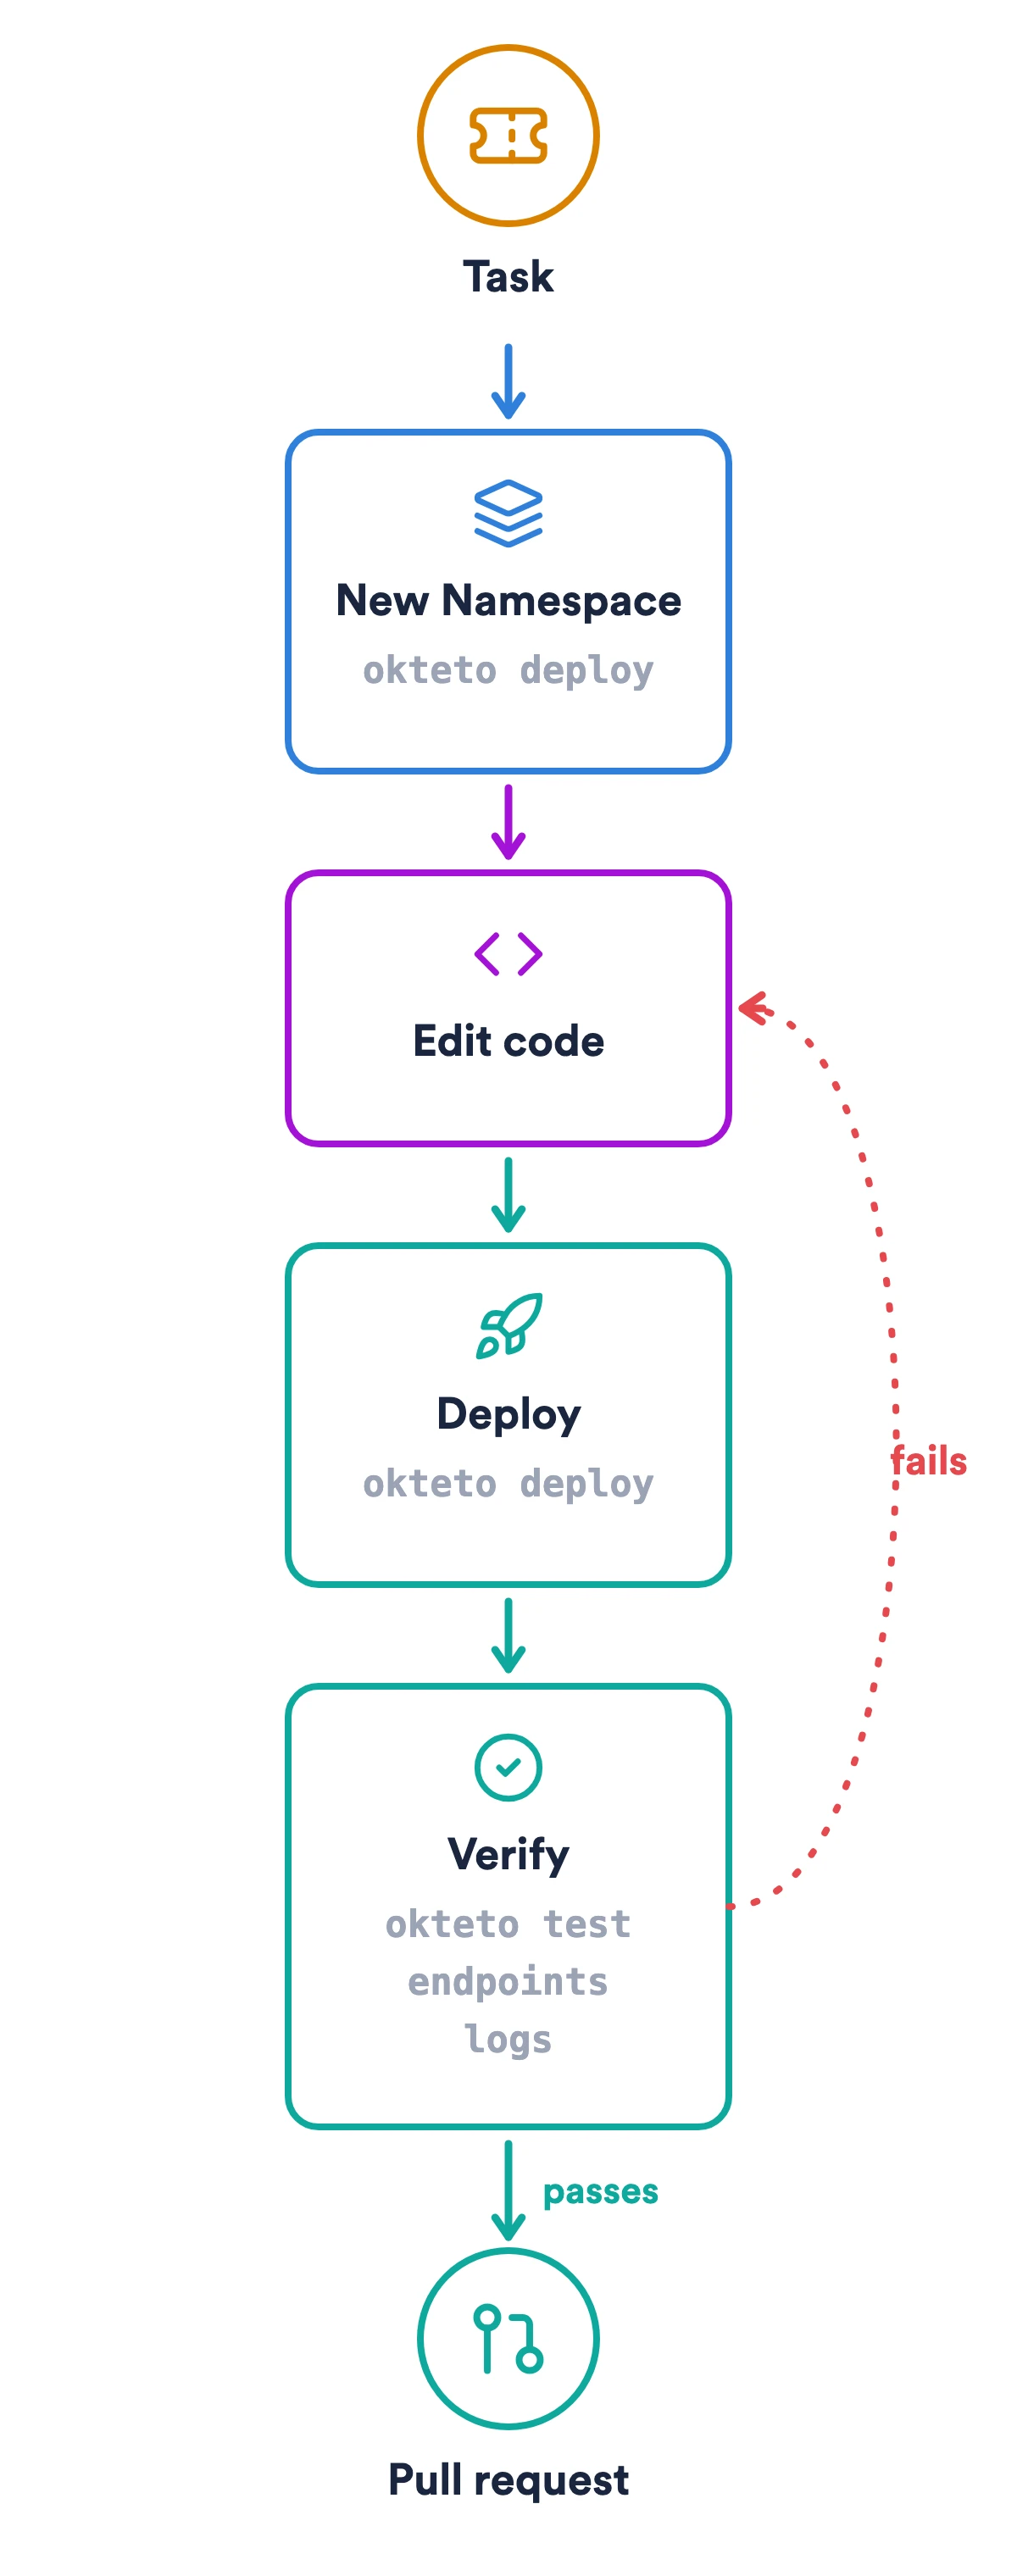 Task
New Namespace
okteto deploy
Edit code
Deploy
okteto deploy
fails
Verify
okteto test
endpoints
logs
passes
Pull request